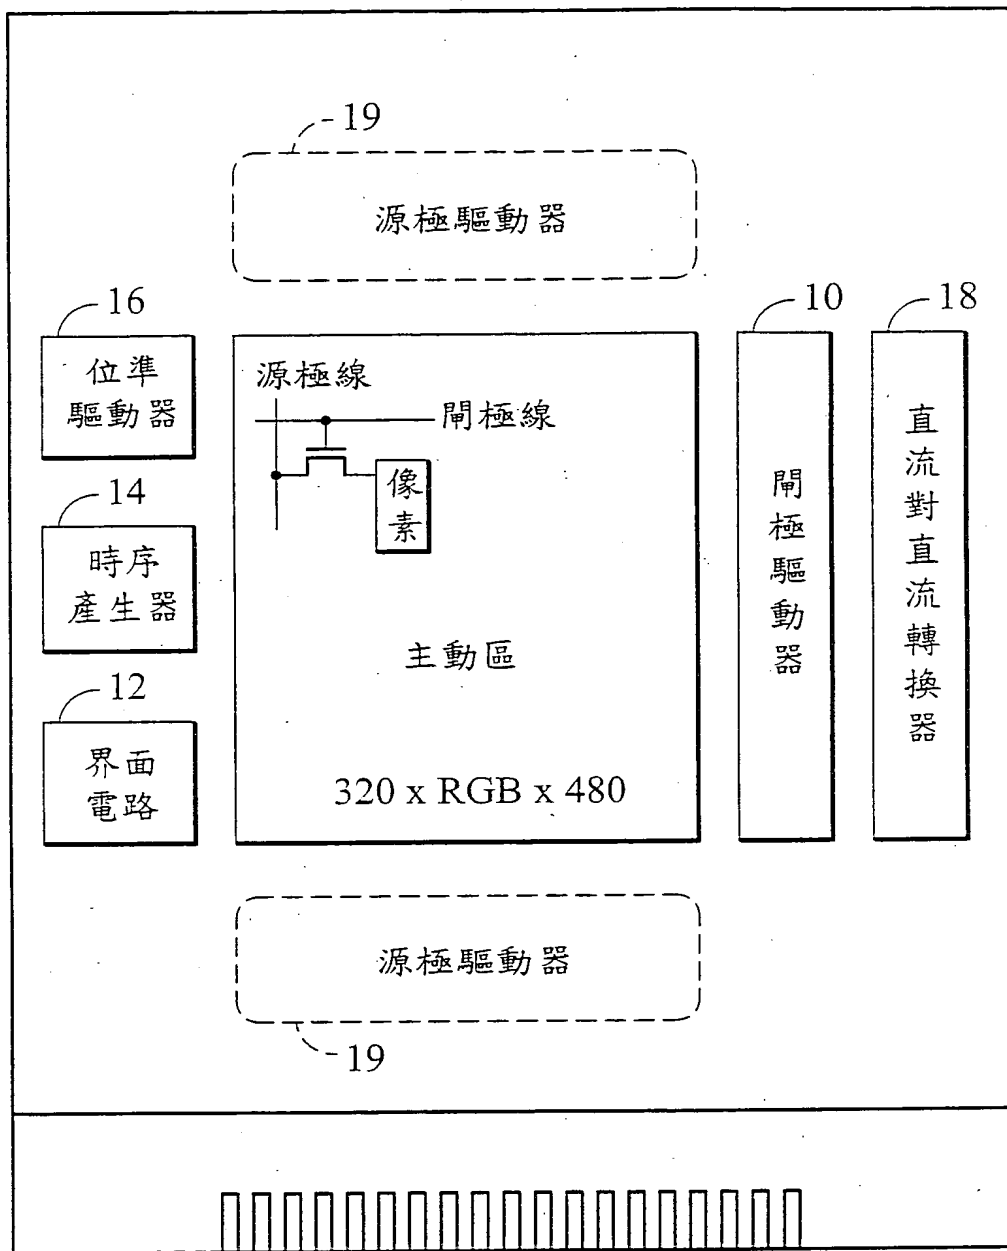 19
源極驅動器
16
位準
驅動器
14
時序
產生器
12
界面
電路
源極線
閘極線
像
素
主動區
320 x RGB x 480
10
閘極驅動器
18
直流對直流轉換器
源極驅動器
19